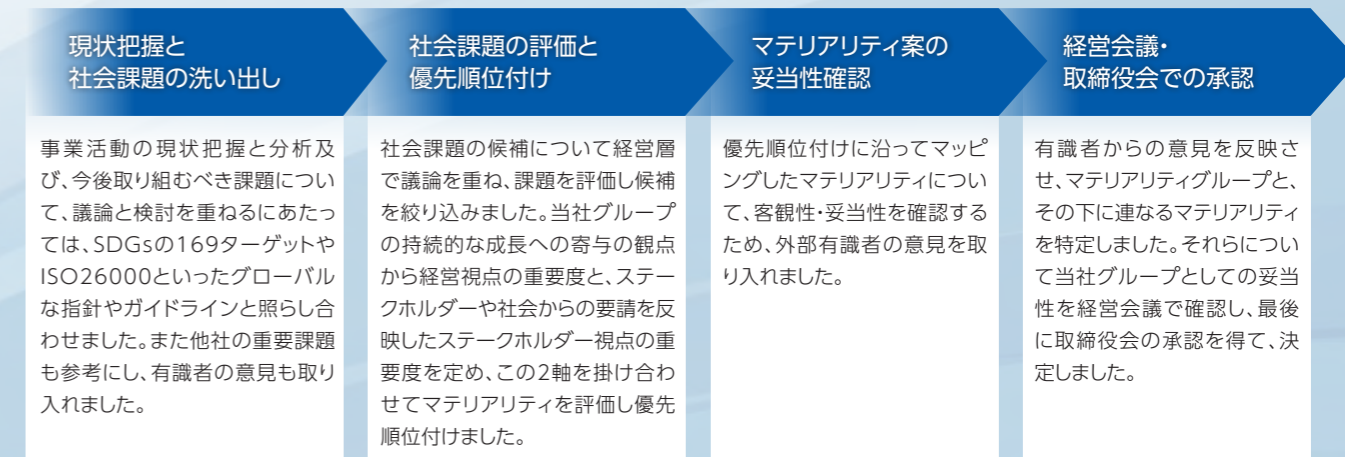 現状把握と
社会課題の洗い出し
事業活動の現状把握と分析及
び、今後取り組むべき課題につい
て、議論と検討を重ねるにあたっ
ては、SDGsの169ターゲットや
ISO26000といったグローバル
な指針やガイドラインと照らし合
わせました。また他社の重要課題
も参考にし、有識者の意見も取り
入れました。
社会課題の評価と
優先順位付け
社会課題の候補について経営層
で議論を重ね、課題を評価し候補
を絞り込みました。当社グループ
の持続的な成長への寄与の観点
から経営視点の重要度と、ステー
クホルダーや社会からの要請を反
映したステークホルダー視点の重
要度を定め、この2軸を掛け合わ
せてマテリアリティを評価し優先
順位付けました。
マテリアリティ案の
妥当性確認
優先順位付けに沿ってマッピ
ングしたマテリアリティについ
て、客観性・妥当性を確認する
ため、外部有識者の意見を取
り入れました。
経営会議・
取締役会での承認
有識者からの意見を反映さ
せ、マテリアリティグループと、
その下に連なるマテリアリティ
を特定しました。それらについ
て当社グループとしての妥当
性を経営会議で確認し、最後
に取締役会の承認を得て、決
定しました。